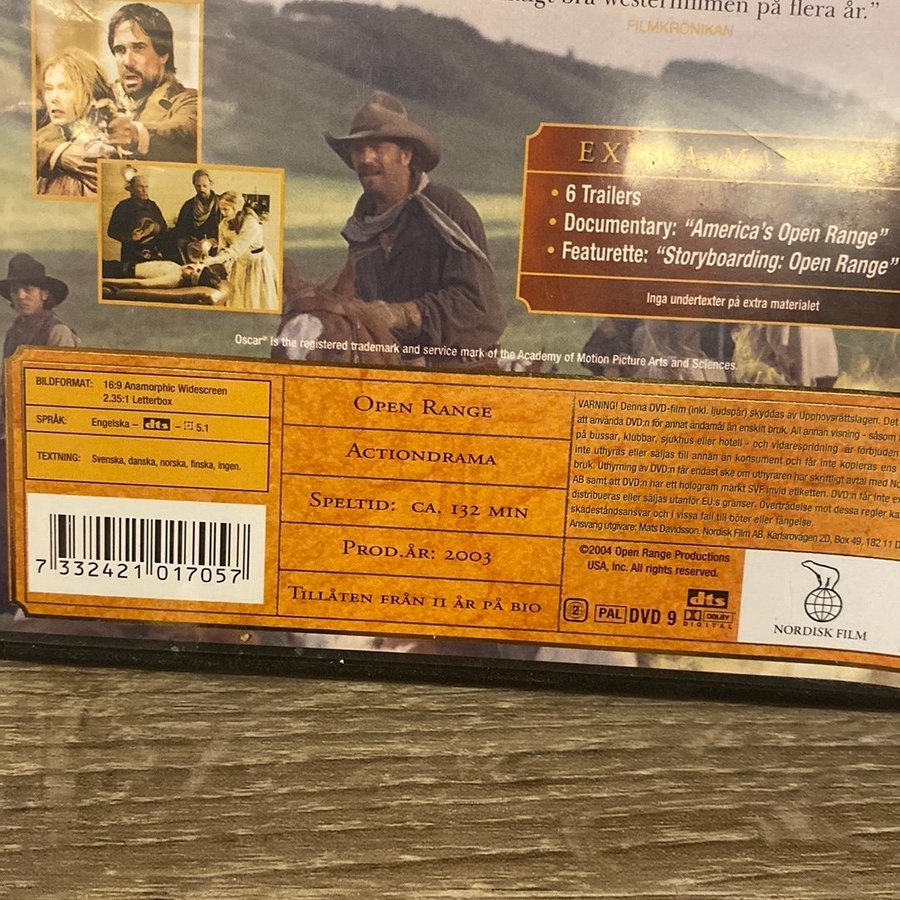 bra westernfilmen på flera år."
FILMKRÖNIKAN
• 6 Trailers
• Documentary: "America's Open Range"
• Featurette: "Storyboarding: Open Range"
Inga undertexter på extra materialet
Oscar® is the registered trademark and service mark of the Academy of Motion Picture Arts and Sciences.
BILDFORMAT: 16:9 Anamorphic Widescreen
2.35:1 Letterbox
SPRÅK: Engelska – dts – 5.1
TEXTNING: Svenska, danska, norska, finska, ingen.
7 332421 017057
OPEN RANGE
ACTIONDRAMA
SPELTID: CA. 132 MIN
PROD.ÅR: 2003
TILLÅTEN FRÅN 11 ÅR PÅ BIO
VARNING! Denna DVD-film (inkl. ljudspår) skyddas av Upphovsrättslagen. Det
att använda DVD:n för annat ändamål än enskilt bruk. All annan visning - såsom
på bussar, klubbar, sjukhus eller hotell - och vidarespridning är förbjuden.
inte uthyras eller säljas till annan än konsument och får inte kopieras ens
bruk. Uthyrning av DVD:n får endast ske om uthyraren har skriftligt avtal med No
AB samt att DVD:n har ett hologram märkt SVF invid etiketten. DVD:n får inte ex
distribueras eller säljas utanför EU:s gränser. Överträdelse mot dessa regler ka
skadeståndsansvar och i vissa fall till böter eller fängelse.
Ansvarig utgivare: Mats Davidsson, Nordisk Film AB, Karlsrovägen 2D, Box 49, 182 11 D
©2004 Open Range Productions
USA, Inc. All rights reserved.
2 PAL DVD 9 dts DOLBY DIGITAL
NORDISK FILM